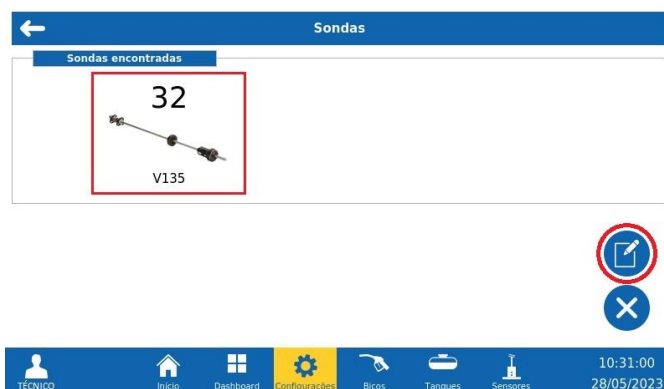 Sondas
Sondas encontradas
32
V135
TÉCNICO
Início
Dashboard
Configurações
Bicos
Tanques
Sensores
10:31:00
28/05/2023